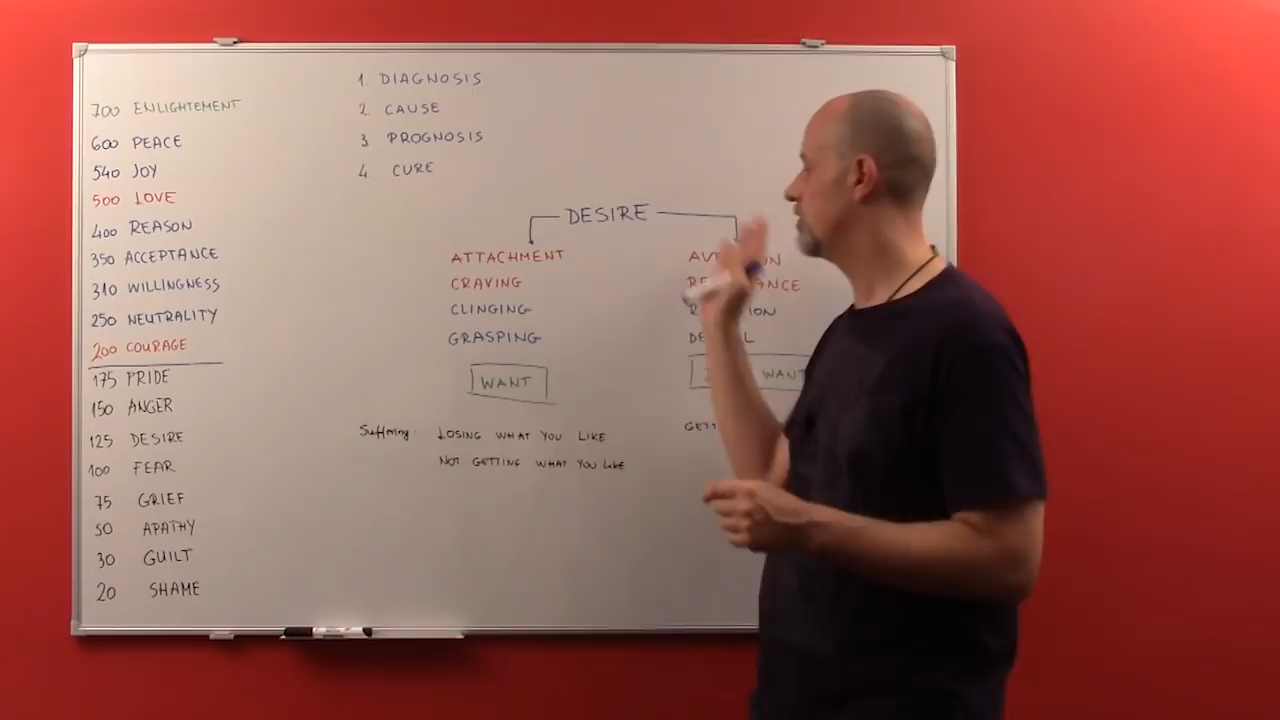 700 ENLIGHTEMENT
600 PEACE
540 JOY
500 LOVE
400 REASON
350 ACCEPTANCE
310 WILLINGNESS
250 NEUTRALITY
200 COURAGE
175 PRIDE
150 ANGER
125 DESIRE
100 FEAR
75 GRIEF
50 APATHY
30 GUILT
20 SHAME
1. DIAGNOSIS
2. CAUSE
3. PROGNOSIS
4. CURE
DESIRE
ATTACHMENT
CRAVING
CLINGING
GRASPING
WANT
WANT
Suffering: LOSING WHAT YOU LIKE
NOT GETTING WHAT YOU LIKE